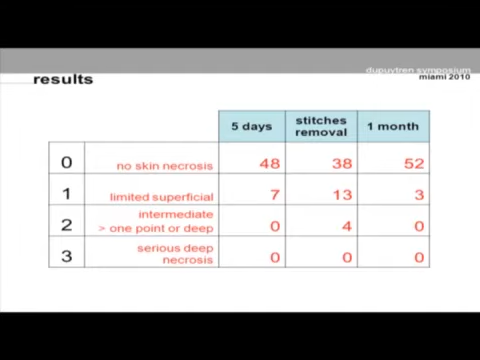 dupuytren symposium
miami 2010
results
5 days
stitches
removal
1 month
0 no skin necrosis 48 38 52
1 limited superficial 7 13 3
2 intermediate
> one point or deep 0 4 0
3 serious deep
necrosis 0 0 0